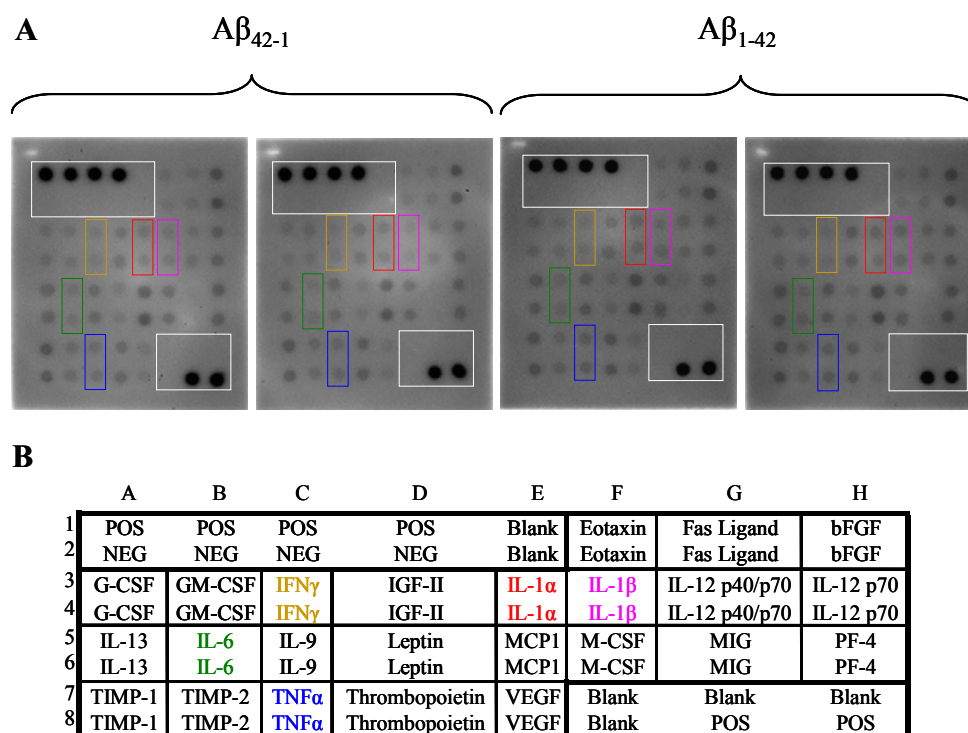 A
Aβ42-1
Aβ1-42
B
A B C D E F G H
1 POS POS POS POS Blank Eotaxin Fas Ligand bFGF
2 NEG NEG NEG NEG Blank Eotaxin Fas Ligand bFGF
3 G-CSF GM-CSF IFNγ IGF-II IL-1α IL-1β IL-12 p40/p70 IL-12 p70
4 G-CSF GM-CSF IFNγ IGF-II IL-1α IL-1β IL-12 p40/p70 IL-12 p70
5 IL-13 IL-6 IL-9 Leptin MCP1 M-CSF MIG PF-4
6 IL-13 IL-6 IL-9 Leptin MCP1 M-CSF MIG PF-4
7 TIMP-1 TIMP-2 TNFα Thrombopoietin VEGF Blank Blank Blank
8 TIMP-1 TIMP-2 TNFα Thrombopoietin VEGF Blank POS POS